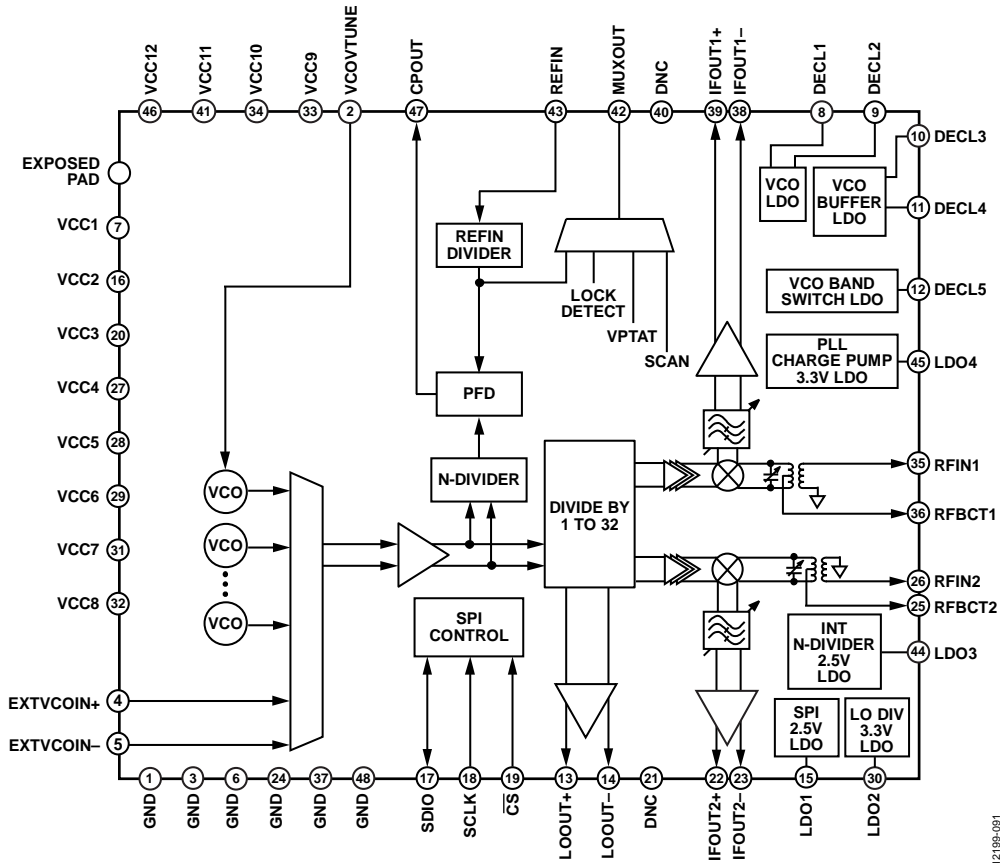 VCC12
VCC11
VCC10
VCC9
VCOVTUNE
CPOUT
REFIN
MUXOUT
DNC
IFOUT1+
IFOUT1–
DECL1
DECL2
46
41
34
33
2
47
43
42
40
39
38
8
9
10 DECL3
EXPOSED
PAD
VCO
LDO
VCO
BUFFER
LDO
11 DECL4
VCC1 7
REFIN
DIVIDER
VCC2 16
LOCK
DETECT
VPTAT
SCAN
VCO BAND
SWITCH LDO
12 DECL5
VCC3 20
PLL
CHARGE PUMP
3.3V LDO
45 LDO4
VCC4 27
PFD
VCC5 28
35 RFIN1
VCC6 29
VCO
N-DIVIDER
DIVIDE BY
1 TO 32
36 RFBCT1
VCC7 31
VCO
26 RFIN2
VCC8 32
VCO
25 RFBCT2
SPI
CONTROL
INT
N-DIVIDER
2.5V
LDO
44 LDO3
EXTVCOIN+ 4
EXTVCOIN– 5
SPI
2.5V
LDO
LO DIV
3.3V
LDO
1
3
6
24
37
48
17
18
19
13
14
21
22
23
15
30
GND
GND
GND
GND
GND
GND
SDIO
SCLK
CS
LOOUT+
LOOUT–
DNC
IFOUT2+
IFOUT2–
LDO1
LDO2
12199-091